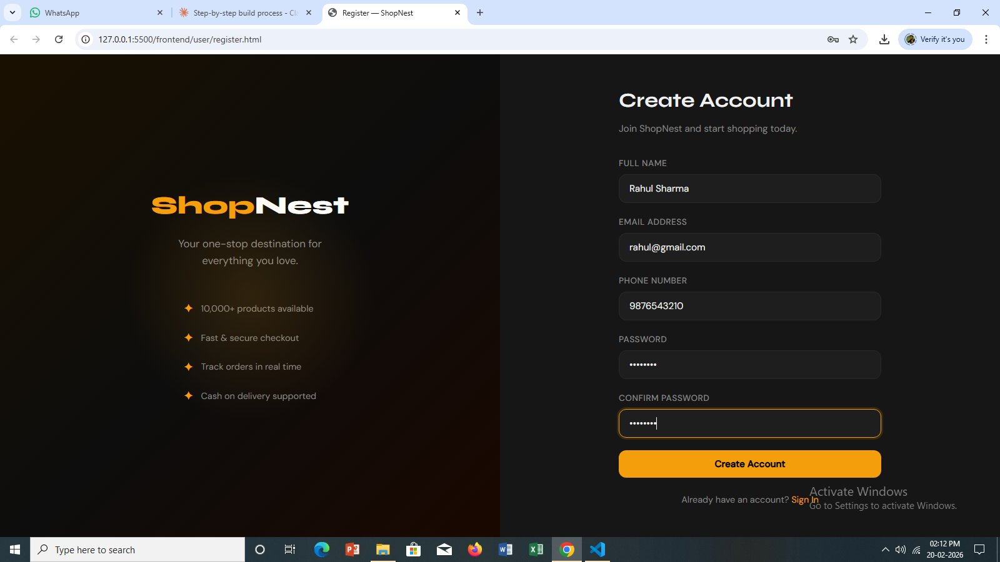 WhatsApp
Step-by-step build process - Cla
Register — ShopNest
127.0.0.1:5500/frontend/user/register.html
Verify it's you
ShopNest
Your one-stop destination for
everything you love.
✦ 10,000+ products available
✦ Fast & secure checkout
✦ Track orders in real time
✦ Cash on delivery supported
Create Account
Join ShopNest and start shopping today.
FULL NAME
Rahul Sharma
EMAIL ADDRESS
rahul@gmail.com
PHONE NUMBER
9876543210
PASSWORD
••••••••
CONFIRM PASSWORD
••••••••
Create Account
Already have an account? Sign In
Activate Windows
Go to Settings to activate Windows.
Type here to search
02:12 PM
20-02-2026